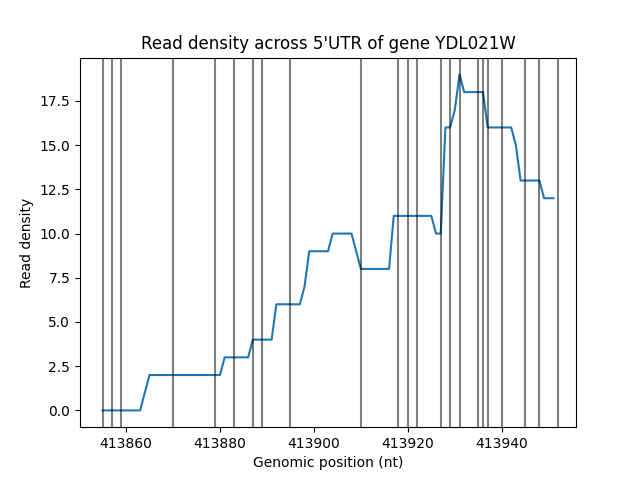 Read density across 5'UTR of gene YDL021W
17.5
15.0
12.5
10.0
7.5
5.0
2.5
0.0
Read density
413860 413880 413900 413920 413940
Genomic position (nt)